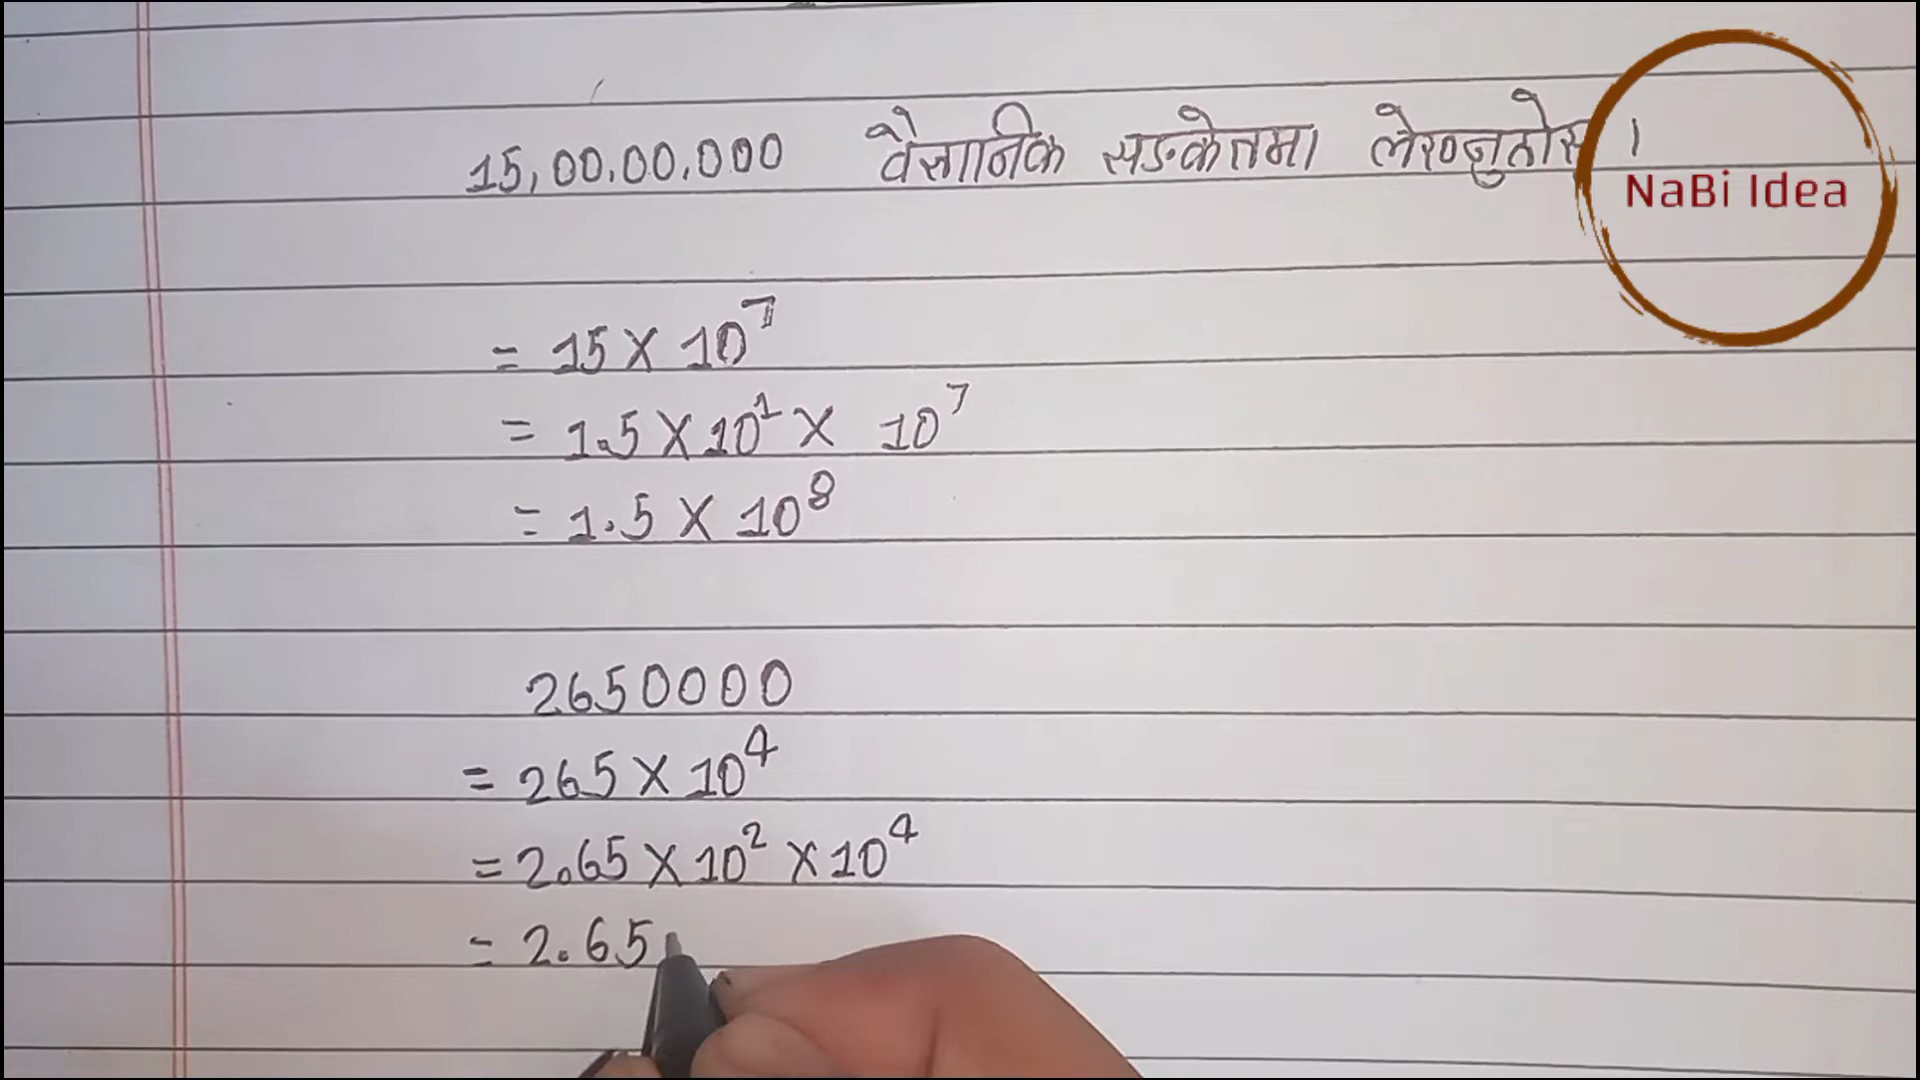 15,00,00,000 वैज्ञानिक सङकेतमा लेख्नुहोस ।
NaBi Idea
= 15 × 10⁷
= 1.5 × 10¹ × 10⁷
= 1.5 × 10⁸
2650000
= 265 × 10⁴
= 2.65 × 10² × 10⁴
= 2.65